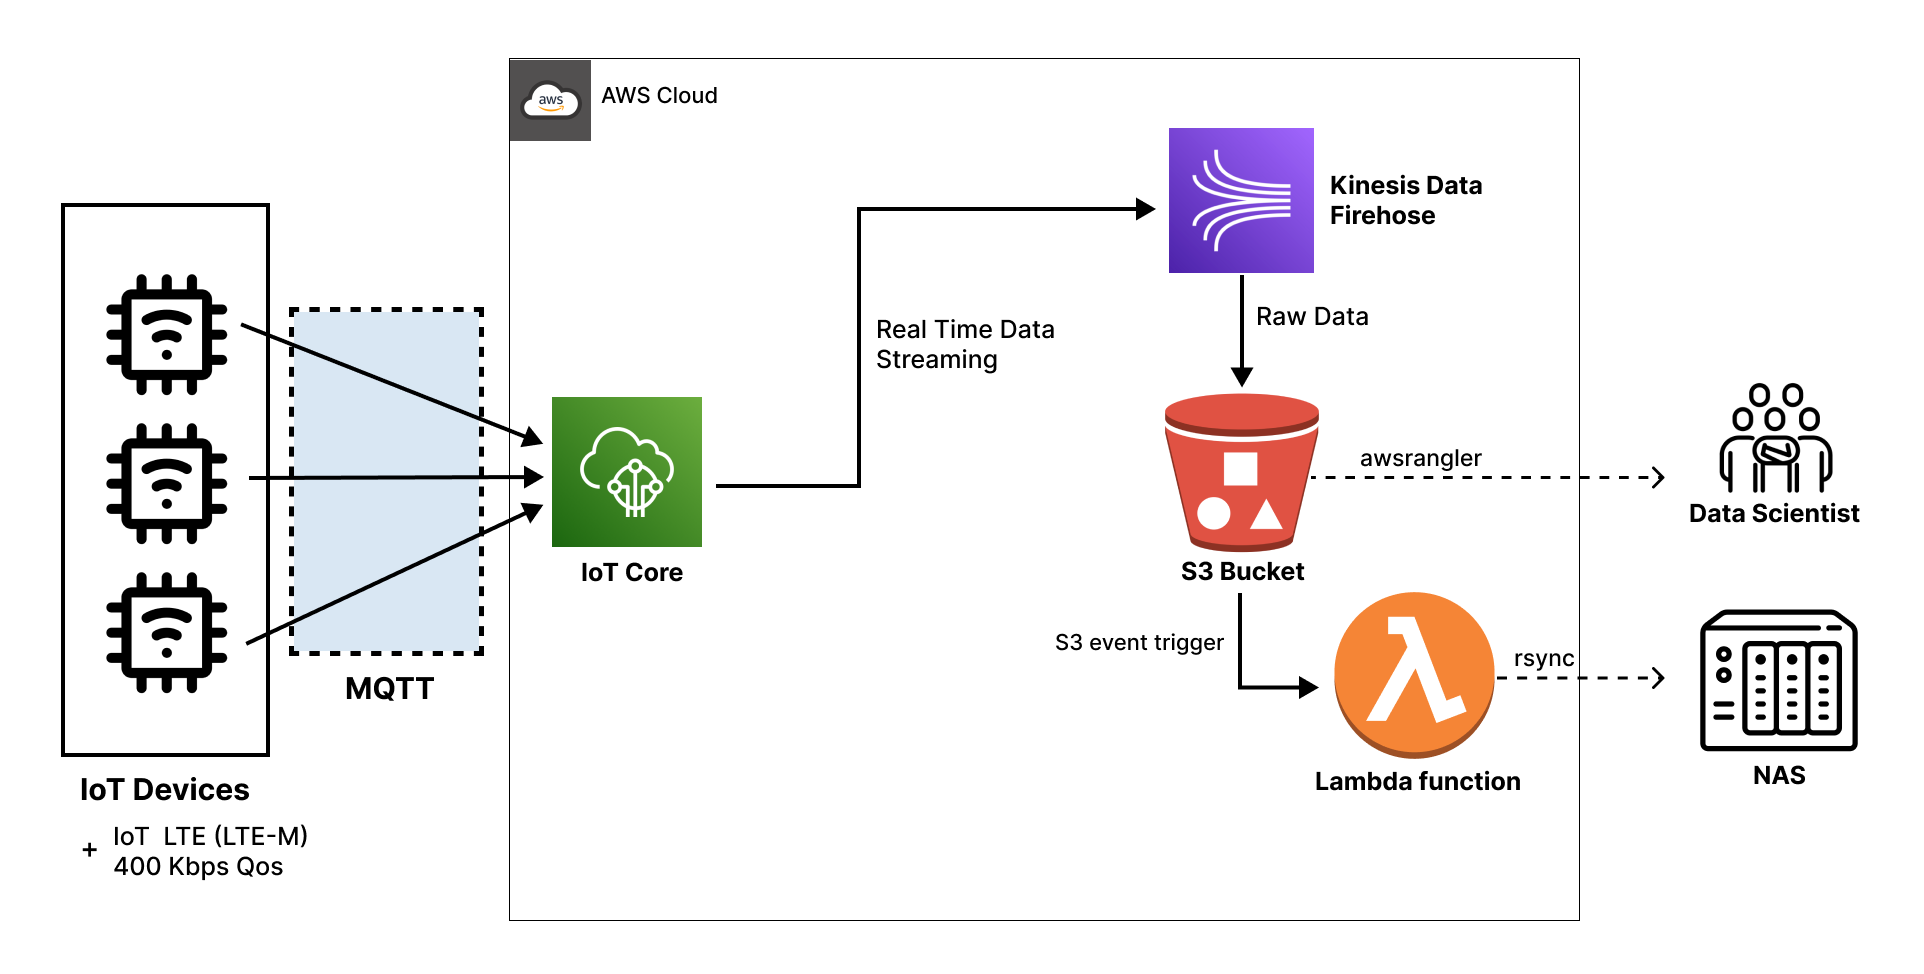 aws
AWS Cloud
Kinesis Data
Firehose
Real Time Data
Streaming
Raw Data
awsrangler
Data Scientist
IoT Core
S3 Bucket
S3 event trigger
rsync
MQTT
Lambda function
NAS
IoT Devices
+ IoT LTE (LTE-M)
400 Kbps Qos